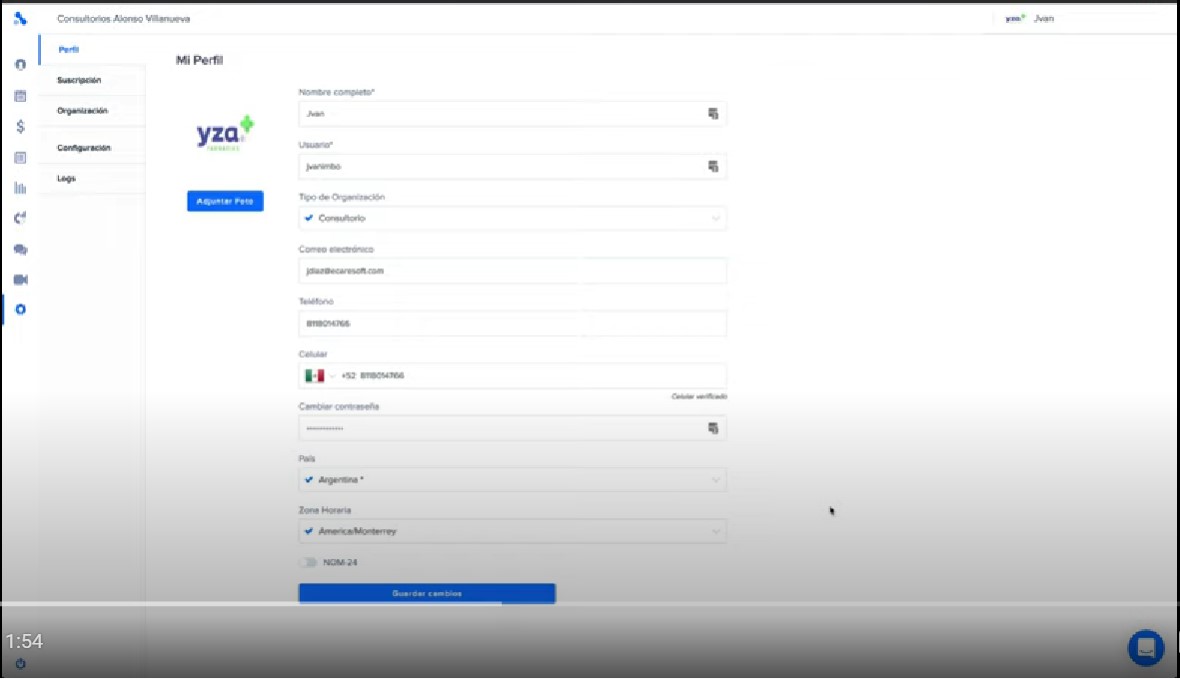 Consultorios Alonso Villanueva
yza Jvan
Perfil
Suscripción
Organización
Configuración
Logs
Mi Perfil
yza
Adjuntar Foto
Nombre completo*
Jvan
Usuario*
jvanimbo
Tipo de Organización
Consultorio
Correo electrónico
jdiaz@ecaresoft.com
Teléfono
8118014766
Celular
+52 8118014766
Celular verificado
Cambiar contraseña
País
Argentina *
Zona Horaria
America/Monterrey
NOM-24
Guardar cambios
1:54